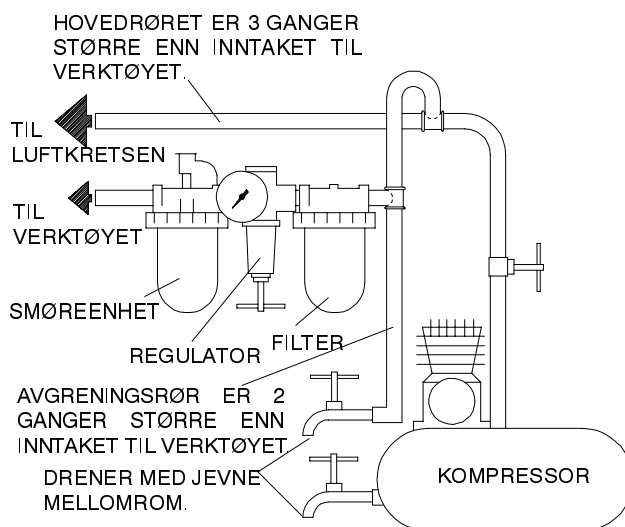 HOVEDRØRET ER 3 GANGER
STØRRE ENN INNTAKET TIL
VERKTØYET.
TIL
LUFTKRETSEN
TIL
VERKTØYET
SMØREENHET
REGULATOR
FILTER
AVGRENINGSRØR ER 2
GANGER STØRRE ENN
INNTAKET TIL VERKTØYET.
DRENER MED JEVNE
MELLOMROM.
KOMPRESSOR